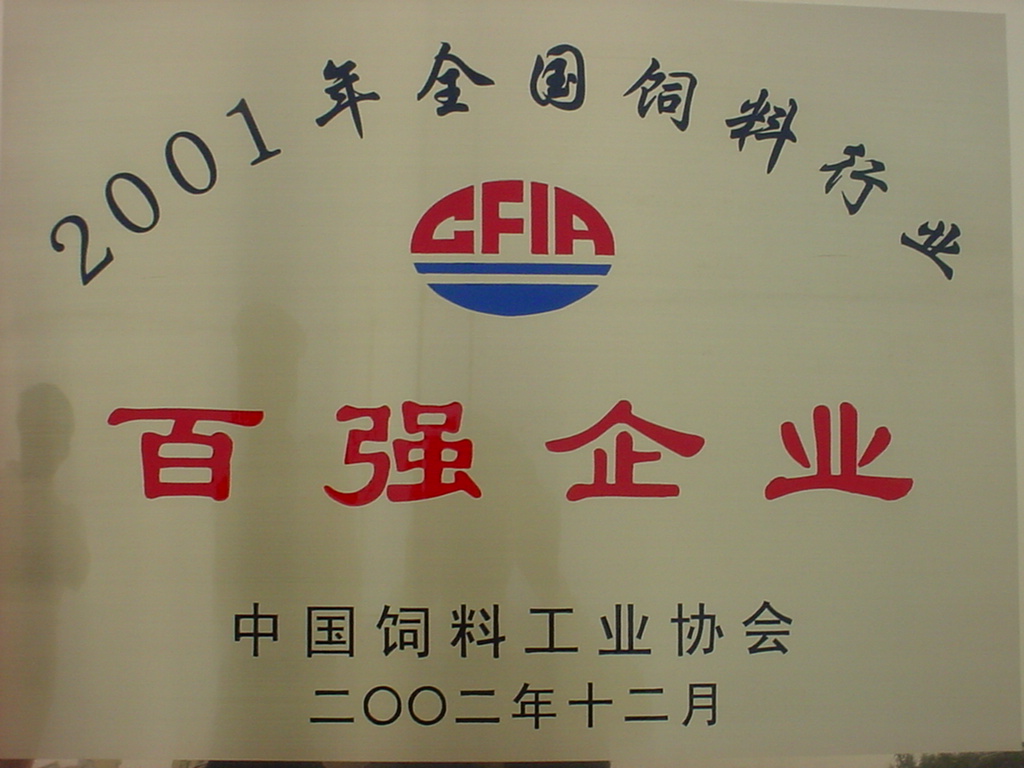 2001年全国饲料行业
CFIA
百强企业
中国饲料工业协会
二〇〇二年十二月